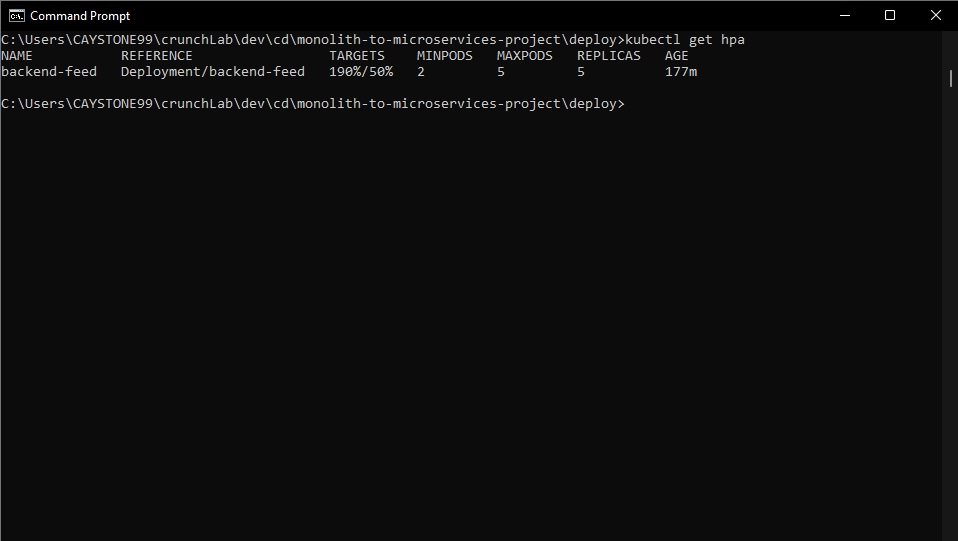 Command Prompt
C:\Users\CAYSTONE99\crunchLab\dev\cd\monolith-to-microservices-project\deploy>kubectl get hpa
NAME           REFERENCE                 TARGETS    MINPODS   MAXPODS   REPLICAS   AGE
backend-feed   Deployment/backend-feed   190%/50%   2         5         5          177m
C:\Users\CAYSTONE99\crunchLab\dev\cd\monolith-to-microservices-project\deploy>